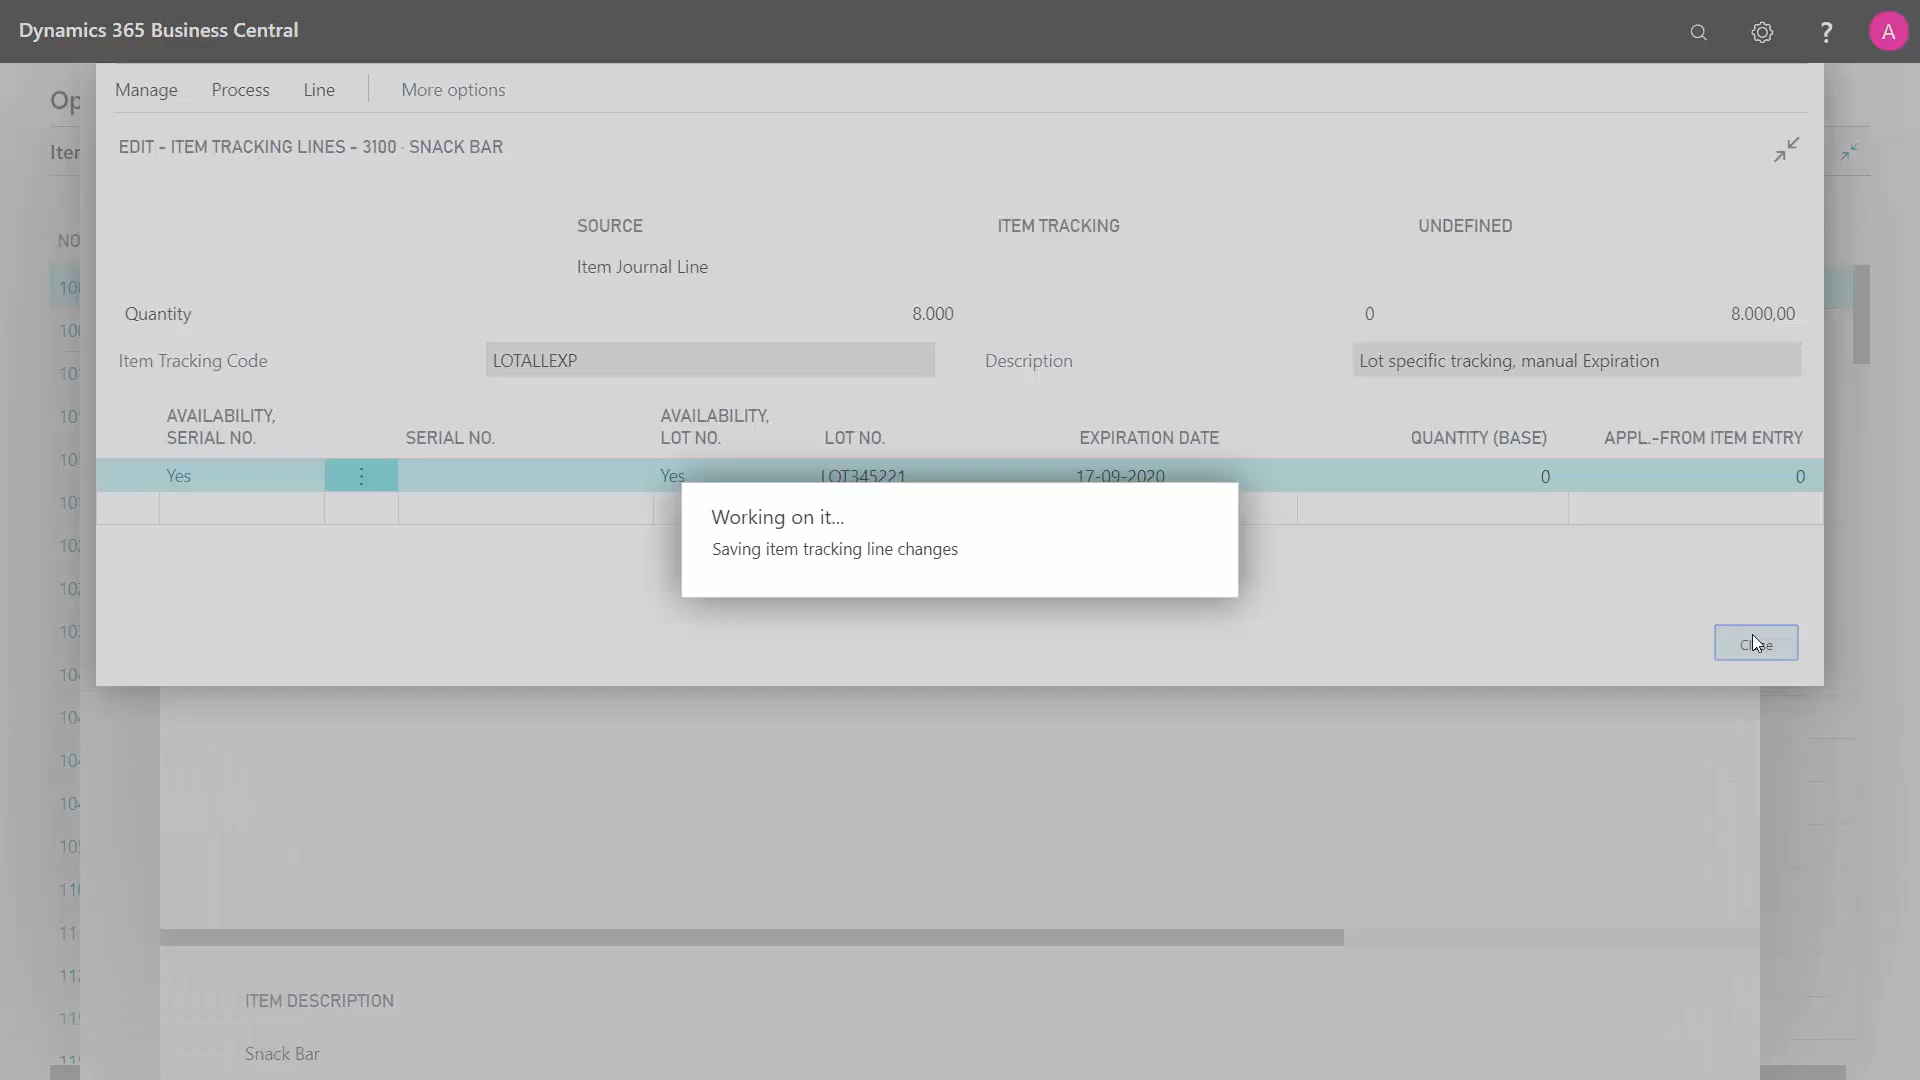 Dynamics 365 Business Central
?
A
Op
Manage Process Line More options
Iter
EDIT - ITEM TRACKING LINES - 3100 · SNACK BAR
SOURCE ITEM TRACKING UNDEFINED
NO
Item Journal Line
Quantity 8.000 0 8.000,00
Item Tracking Code LOTALLEXP Description Lot specific tracking, manual Expiration
AVAILABILITY, SERIAL NO. SERIAL NO. AVAILABILITY, LOT NO. LOT NO. EXPIRATION DATE QUANTITY (BASE) APPL.-FROM ITEM ENTRY
Yes Yes LOT345221 17-09-2020 0 0
Working on it...
Saving item tracking line changes
ITEM DESCRIPTION
Snack Bar